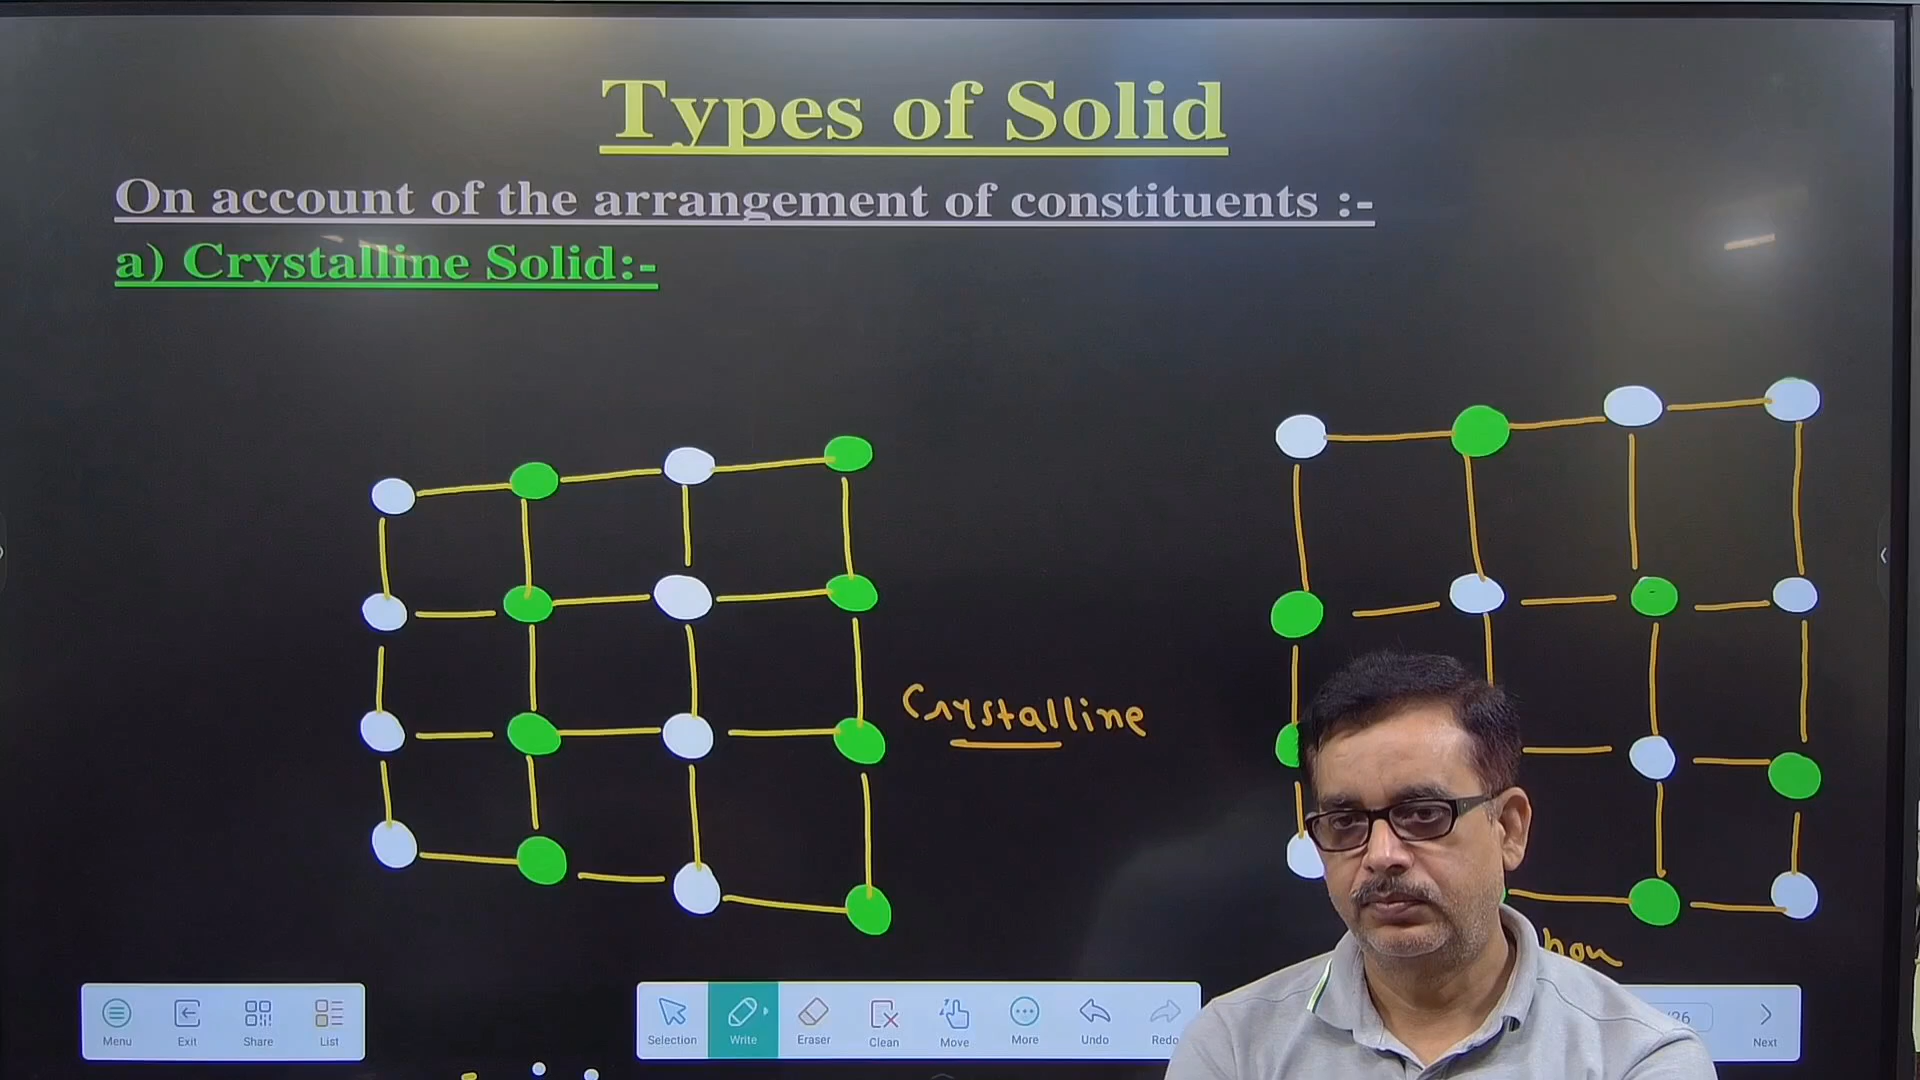 Types of Solid
On account of the arrangement of constituents :-
a) Crystalline Solid:-
Crystalline
Menu Exit Share List
Selection Write Eraser Clean Move More Undo Redo
Next